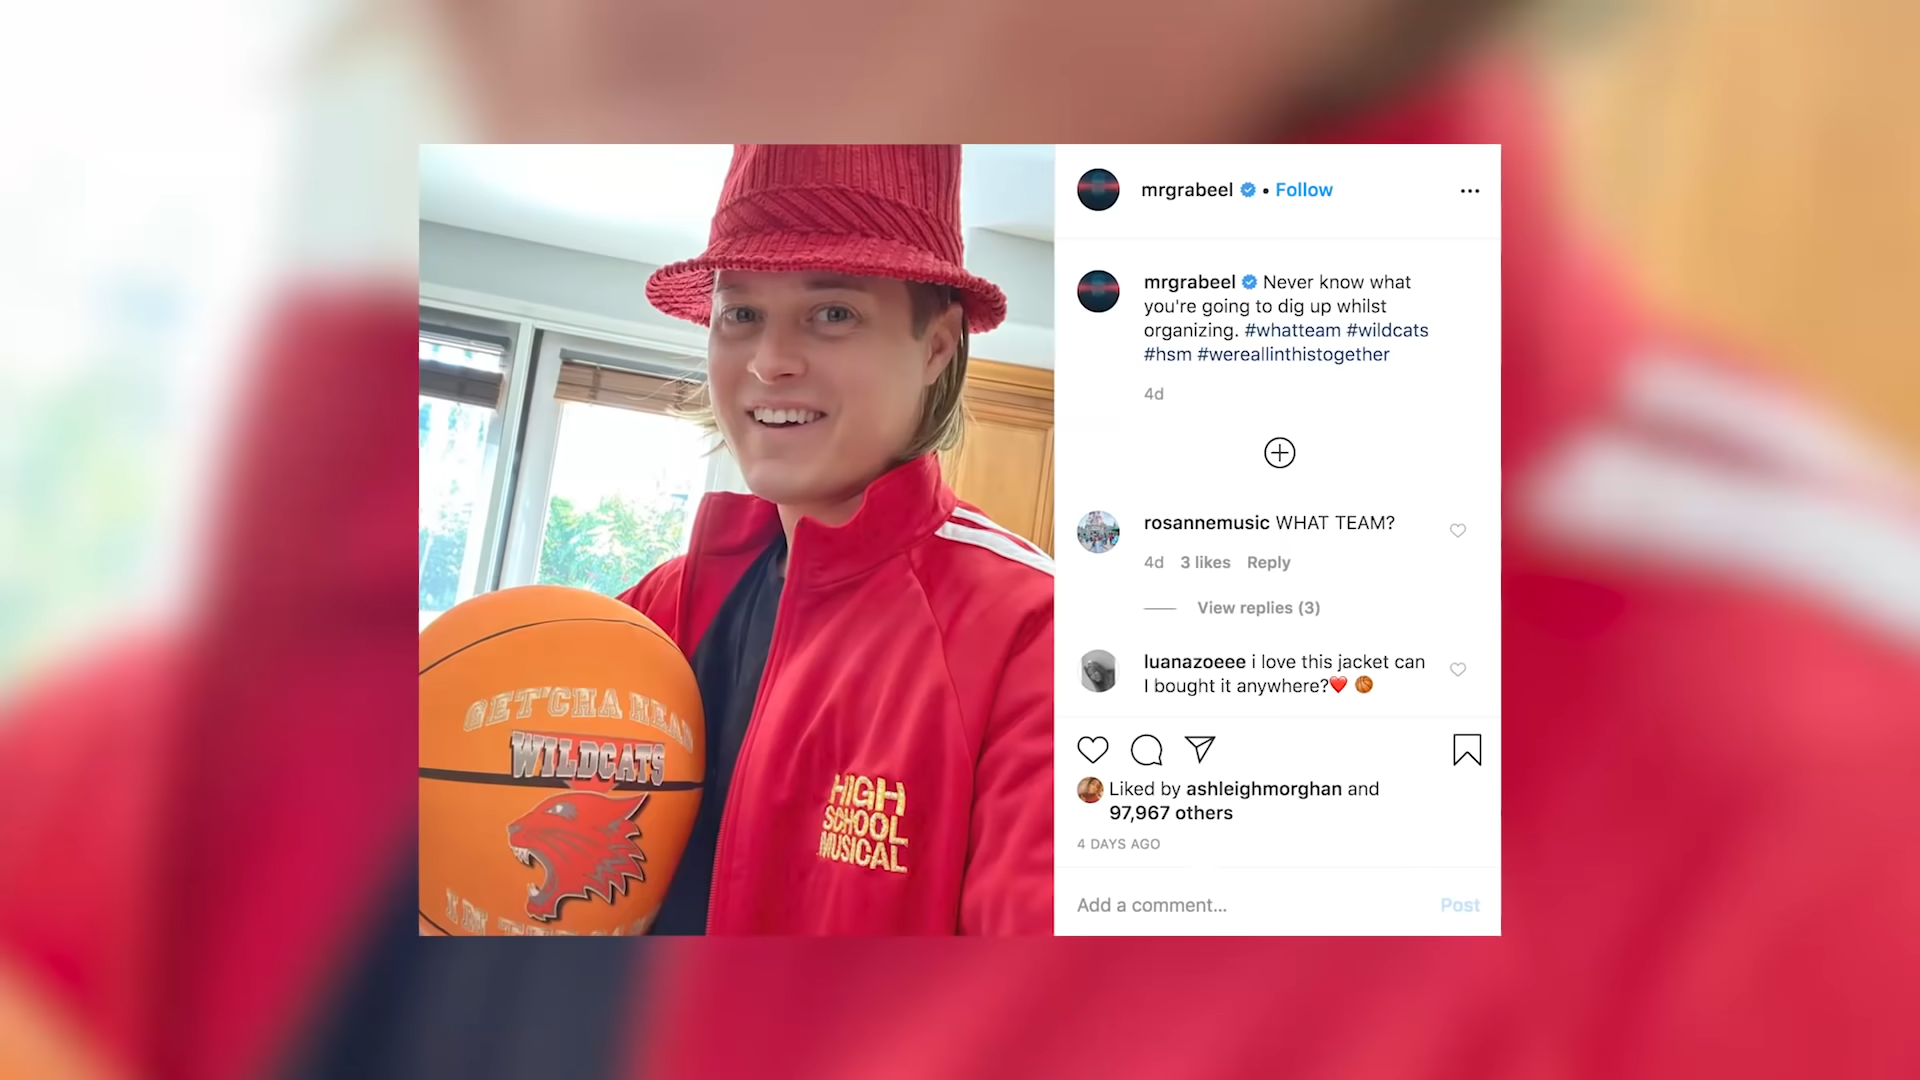 GET'CHA HEAD
WILDCATS
HIGH
SCHOOL
MUSICAL
mrgrabeel • Follow
mrgrabeel Never know what
you're going to dig up whilst
organizing. #whatteam #wildcats
#hsm #wereallinthistogether
4d
rosannemusic WHAT TEAM?
4d 3 likes Reply
View replies (3)
luanazoeee i love this jacket can
I bought it anywhere?❤️ 🏀
Liked by ashleighmorghan and
97,967 others
4 DAYS AGO
Add a comment... Post